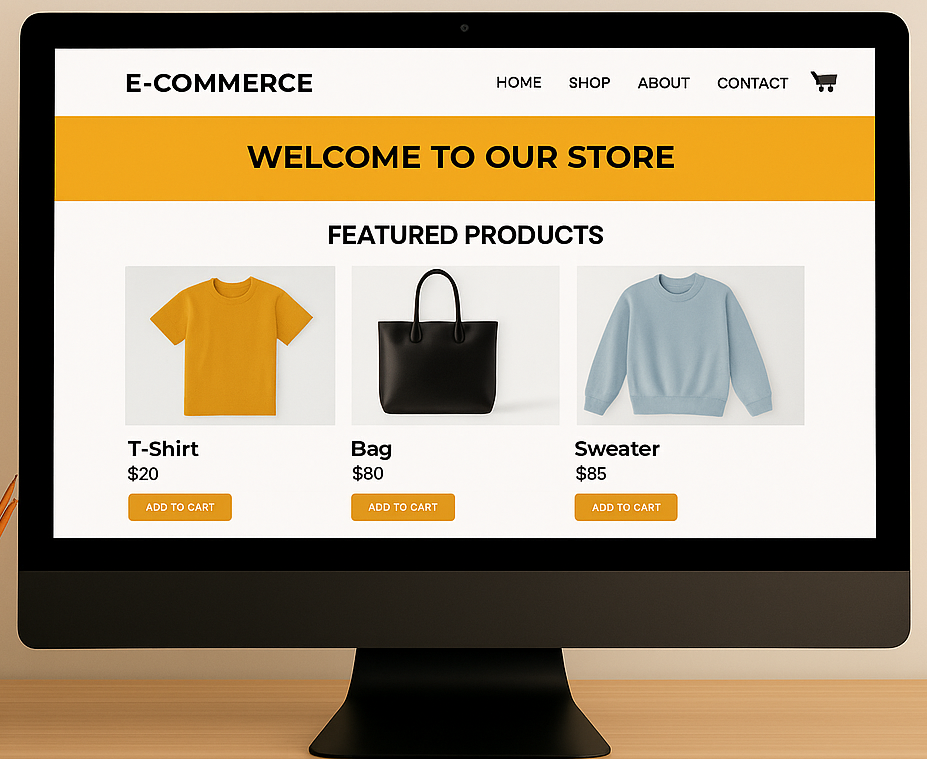 E-COMMERCE
HOME SHOP ABOUT CONTACT
WELCOME TO OUR STORE
FEATURED PRODUCTS
T-Shirt Bag Sweater
$20 $80 $85
ADD TO CART ADD TO CART ADD TO CART